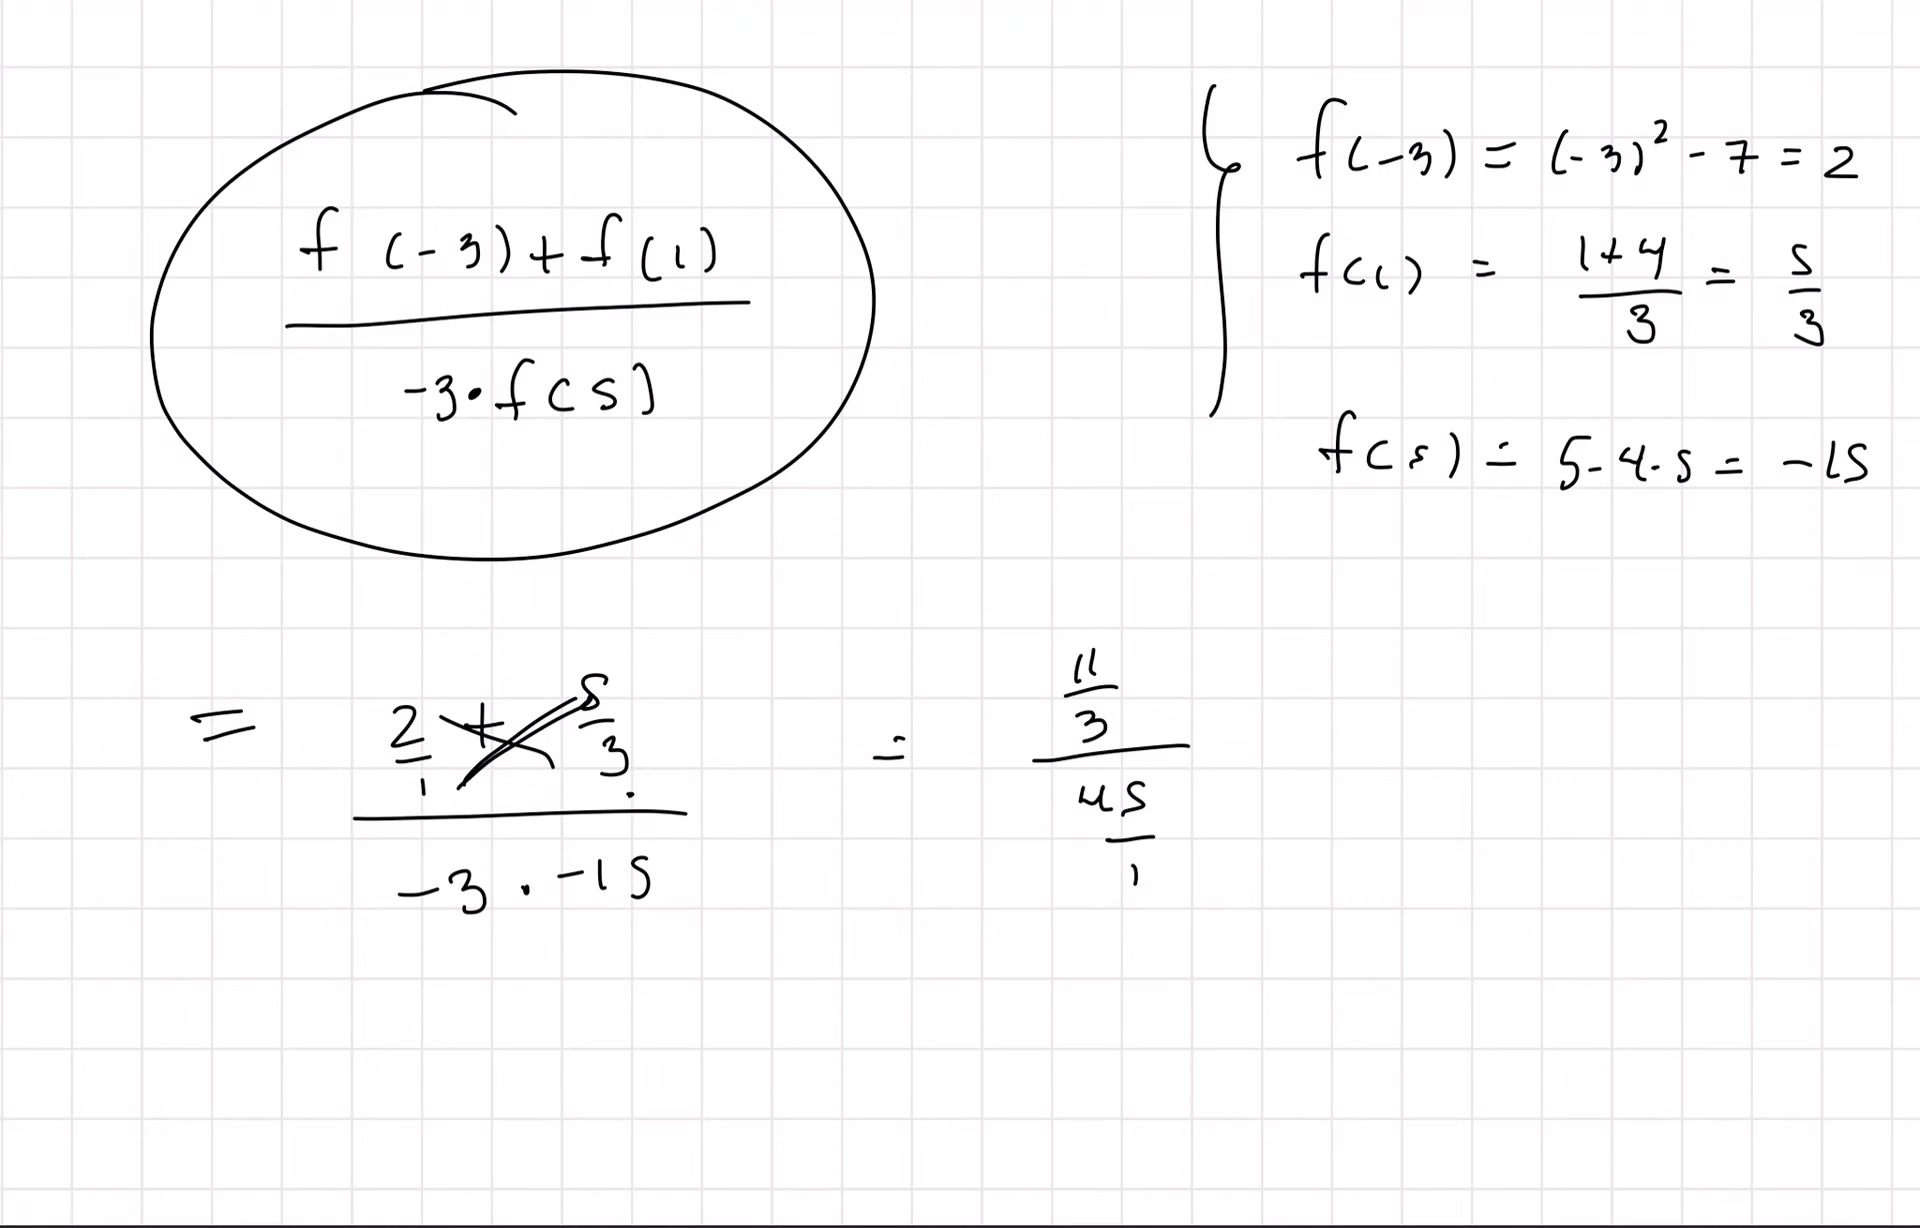 f(-3)+f(1)
-3·f(5)
f(-3) = (-3)² - 7 = 2
f(1) = 1+4/3 = 5/3
f(5) = 5-4·5 = -15
= 2/1 + 5/3 = 11/3
-3 · -15 45/1